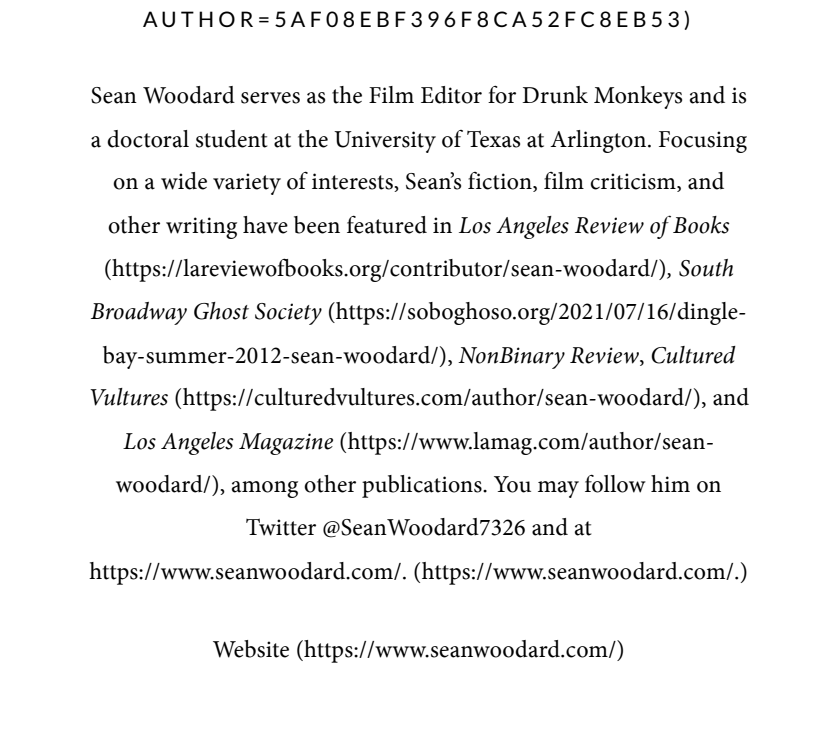 AUTHOR=5AF08EBF396F8CA52FC8EB53)
Sean Woodard serves as the Film Editor for Drunk Monkeys and is
a doctoral student at the University of Texas at Arlington. Focusing
on a wide variety of interests, Sean’s fiction, film criticism, and
other writing have been featured in Los Angeles Review of Books
(https://lareviewofbooks.org/contributor/sean-woodard/), South
Broadway Ghost Society (https://soboghoso.org/2021/07/16/dingle-
bay-summer-2012-sean-woodard/), NonBinary Review, Cultured
Vultures (https://culturedvultures.com/author/sean-woodard/), and
Los Angeles Magazine (https://www.lamag.com/author/sean-
woodard/), among other publications. You may follow him on
Twitter @SeanWoodard7326 and at
https://www.seanwoodard.com/. (https://www.seanwoodard.com/.)
Website (https://www.seanwoodard.com/)